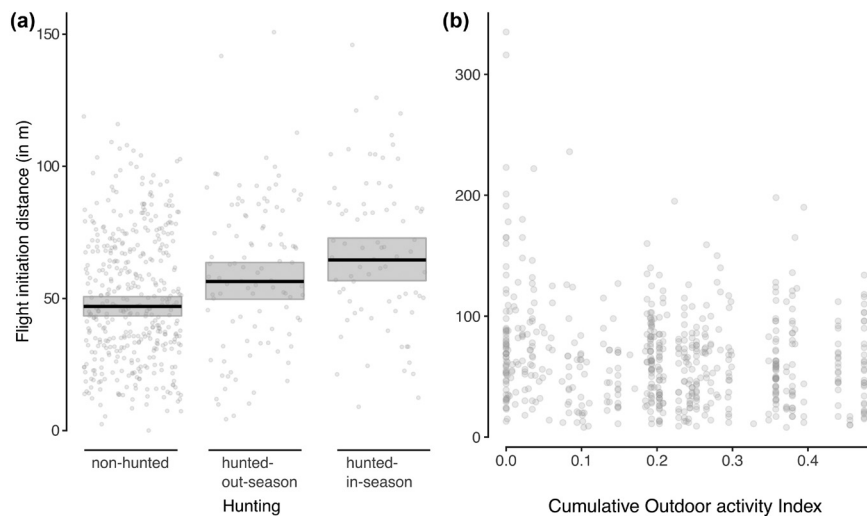 (a)
Flight initiation distance (in m)
150
100
50
0
non-hunted
hunted-
out-season
hunted-
in-season
Hunting
(b)
300
200
100
0
0.0
0.1
0.2
0.3
0.4
Cumulative Outdoor activity Index